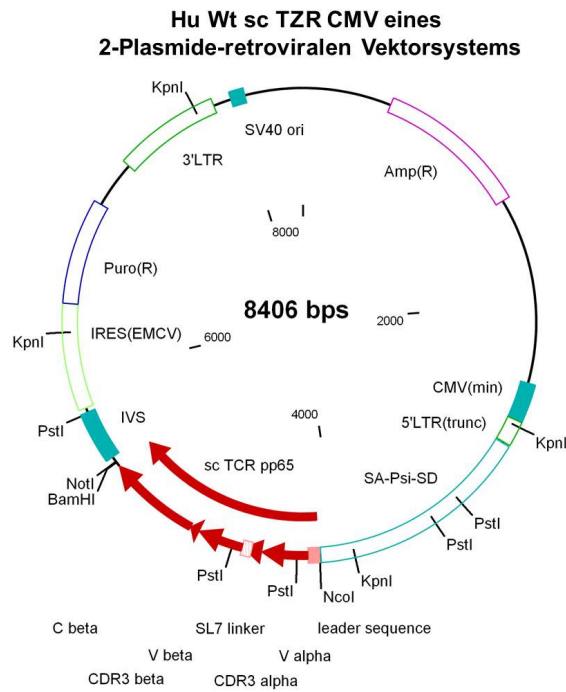 Hu Wt sc TZR CMV eines
2-Plasmide-retroviralen Vektorsystems
KpnI
SV40 ori
3'LTR
Amp(R)
8000
Puro(R)
8406 bps
2000
IRES(EMCV)
6000
KpnI
CMV(min)
IVS
4000
5'LTR(trunc)
PstI
KpnI
sc TCR pp65
SA-Psi-SD
NotI
BamHI
PstI
PstI
PstI
KpnI
PstI
NcoI
C beta
SL7 linker
leader sequence
V beta
V alpha
CDR3 beta
CDR3 alpha